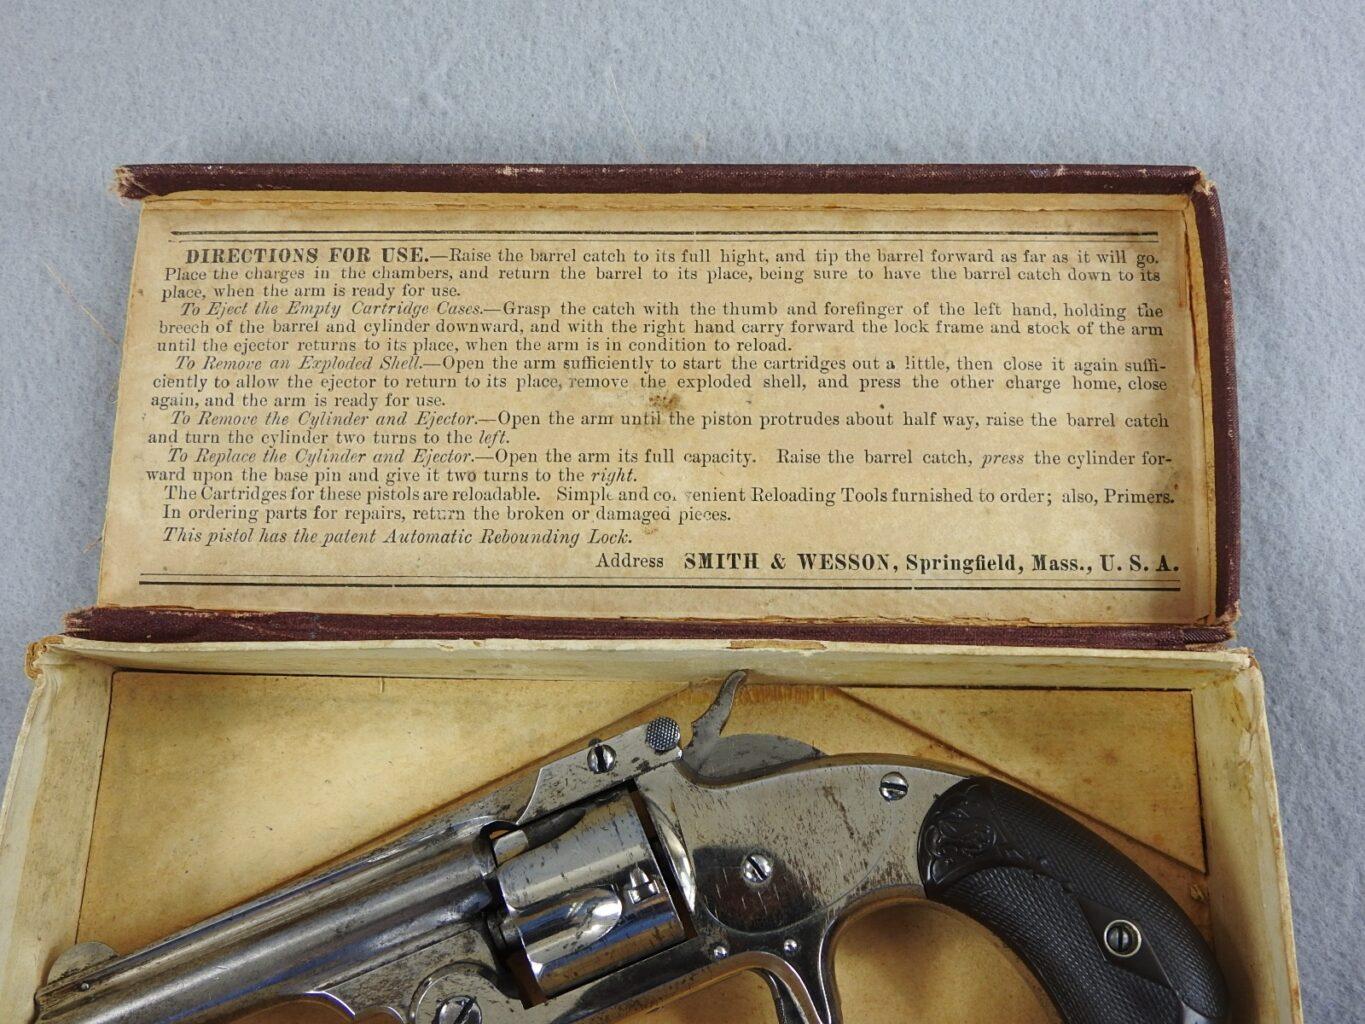 DIRECTIONS FOR USE.—Raise the barrel catch to its full hight, and tip the barrel forward as far as it will go.
Place the charges in the chambers, and return the barrel to its place, being sure to have the barrel catch down to its
place, when the arm is ready for use.
To Eject the Empty Cartridge Cases.—Grasp the catch with the thumb and forefinger of the left hand, holding the
breech of the barrel and cylinder downward, and with the right hand carry forward the lock frame and stock of the arm
until the ejector returns to its place, when the arm is in condition to reload.
To Remove an Exploded Shell.—Open the arm sufficiently to start the cartridges out a little, then close it again suffi-
ciently to allow the ejector to return to its place, remove the exploded shell, and press the other charge home, close
again, and the arm is ready for use.
To Remove the Cylinder and Ejector.—Open the arm until the piston protrudes about half way, raise the barrel catch
and turn the cylinder two turns to the left.
To Replace the Cylinder and Ejector.—Open the arm its full capacity. Raise the barrel catch, press the cylinder for-
ward upon the base pin and give it two turns to the right.
The Cartridges for these pistols are reloadable. Simple and convenient Reloading Tools furnished to order; also, Primers.
In ordering parts for repairs, return the broken or damaged pieces.
This pistol has the patent Automatic Rebounding Lock.
Address SMITH & WESSON, Springfield, Mass., U. S. A.